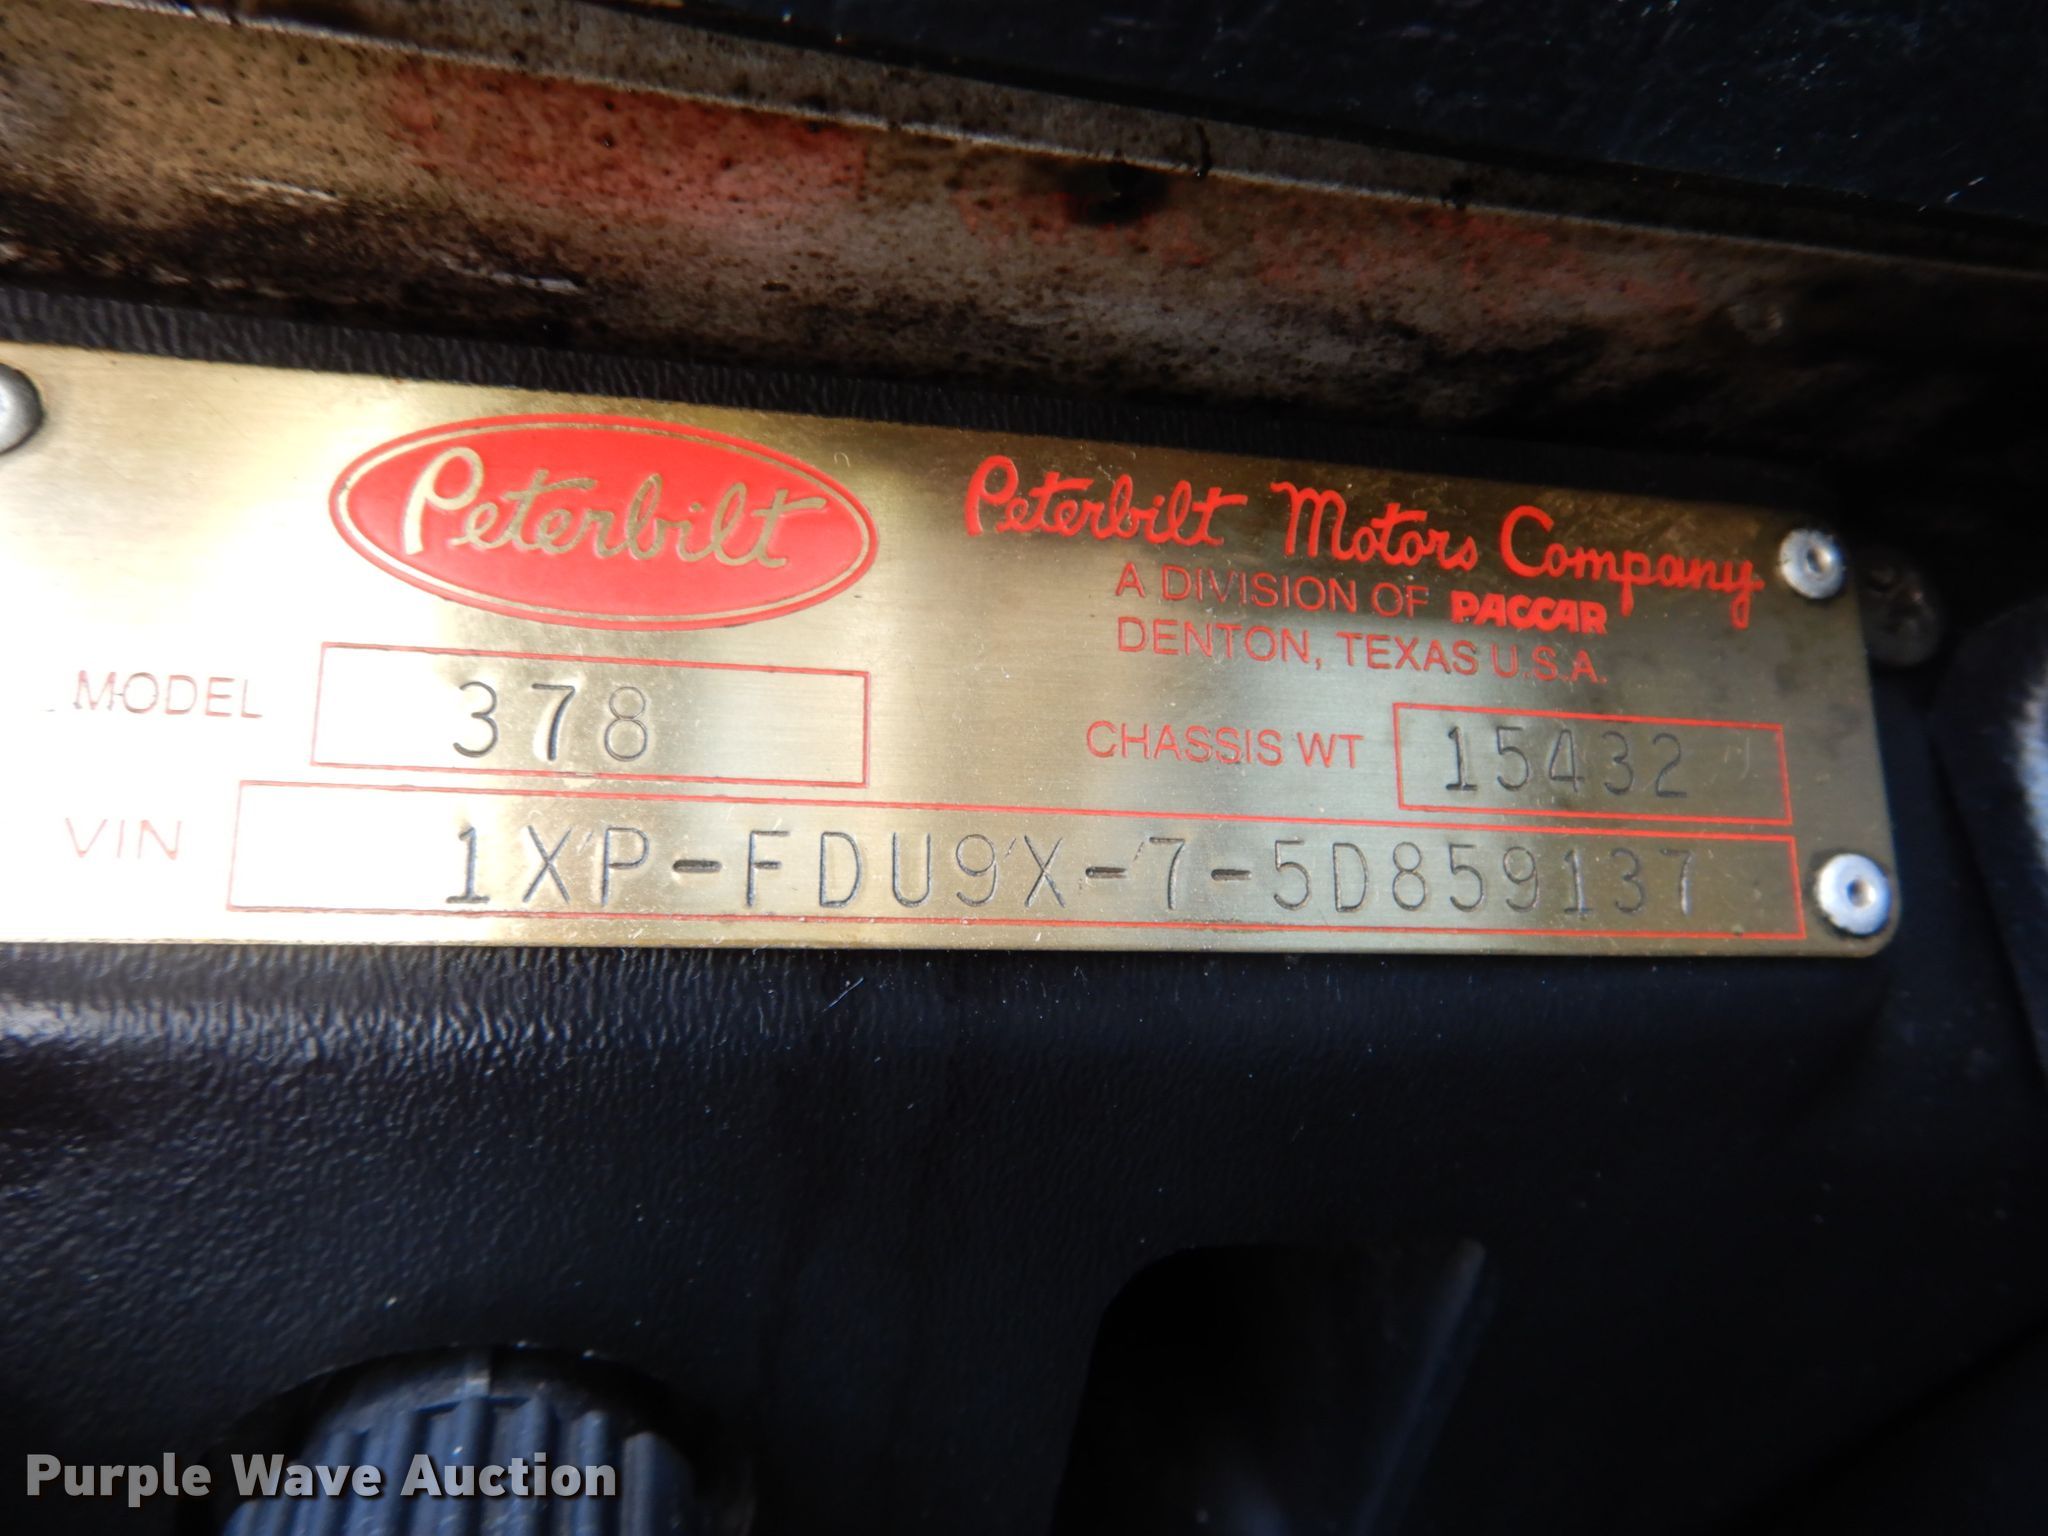 Peterbilt
Peterbilt Motors Company
A DIVISION OF PACCAR
DENTON, TEXAS U.S.A.
MODEL 378
CHASSIS WT 15432
VIN 1XP-FDU9X-7-5D859137
Purple Wave Auction